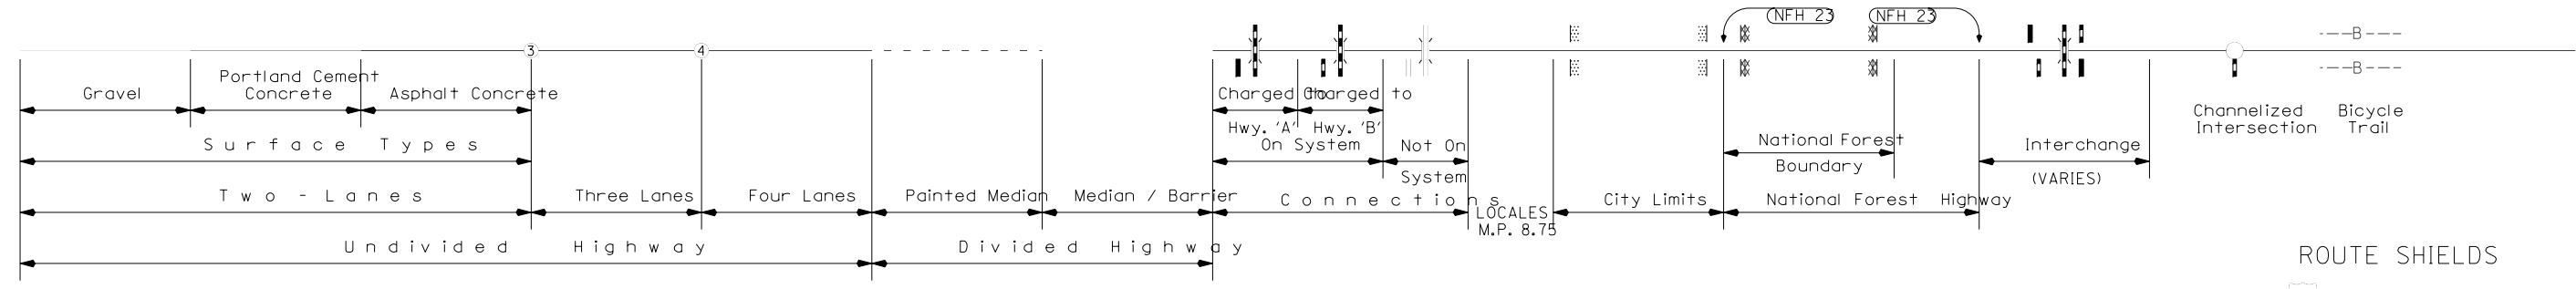 NFH 23 NFH 23
3 4
B
B
Portland Cement
Gravel Concrete Asphalt Concrete
Charged to Charged to
Hwy. 'A' Hwy. 'B'
Channelized Bicycle
Intersection Trail
Surface Types
On System Not On
System
National Forest
Boundary
Interchange
(VARIES)
Two - Lanes Three Lanes Four Lanes Painted Median Median / Barrier Connections City Limits National Forest Highway
LOCALES
M.P. 8.75
Undivided Highway Divided Highway
ROUTE SHIELDS